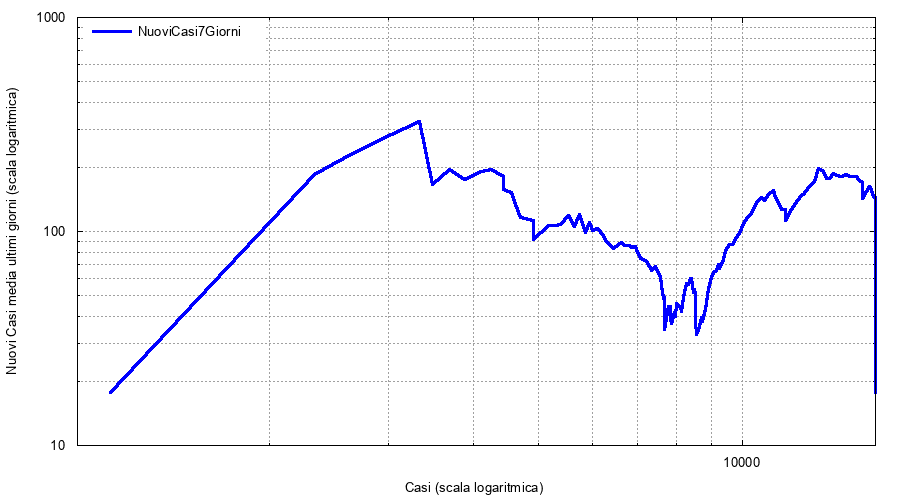 1000
NuoviCasi7Giorni
Nuovi Casi media ultimi giorni (scala logaritmica)
100
10
10000
Casi (scala logaritmica)